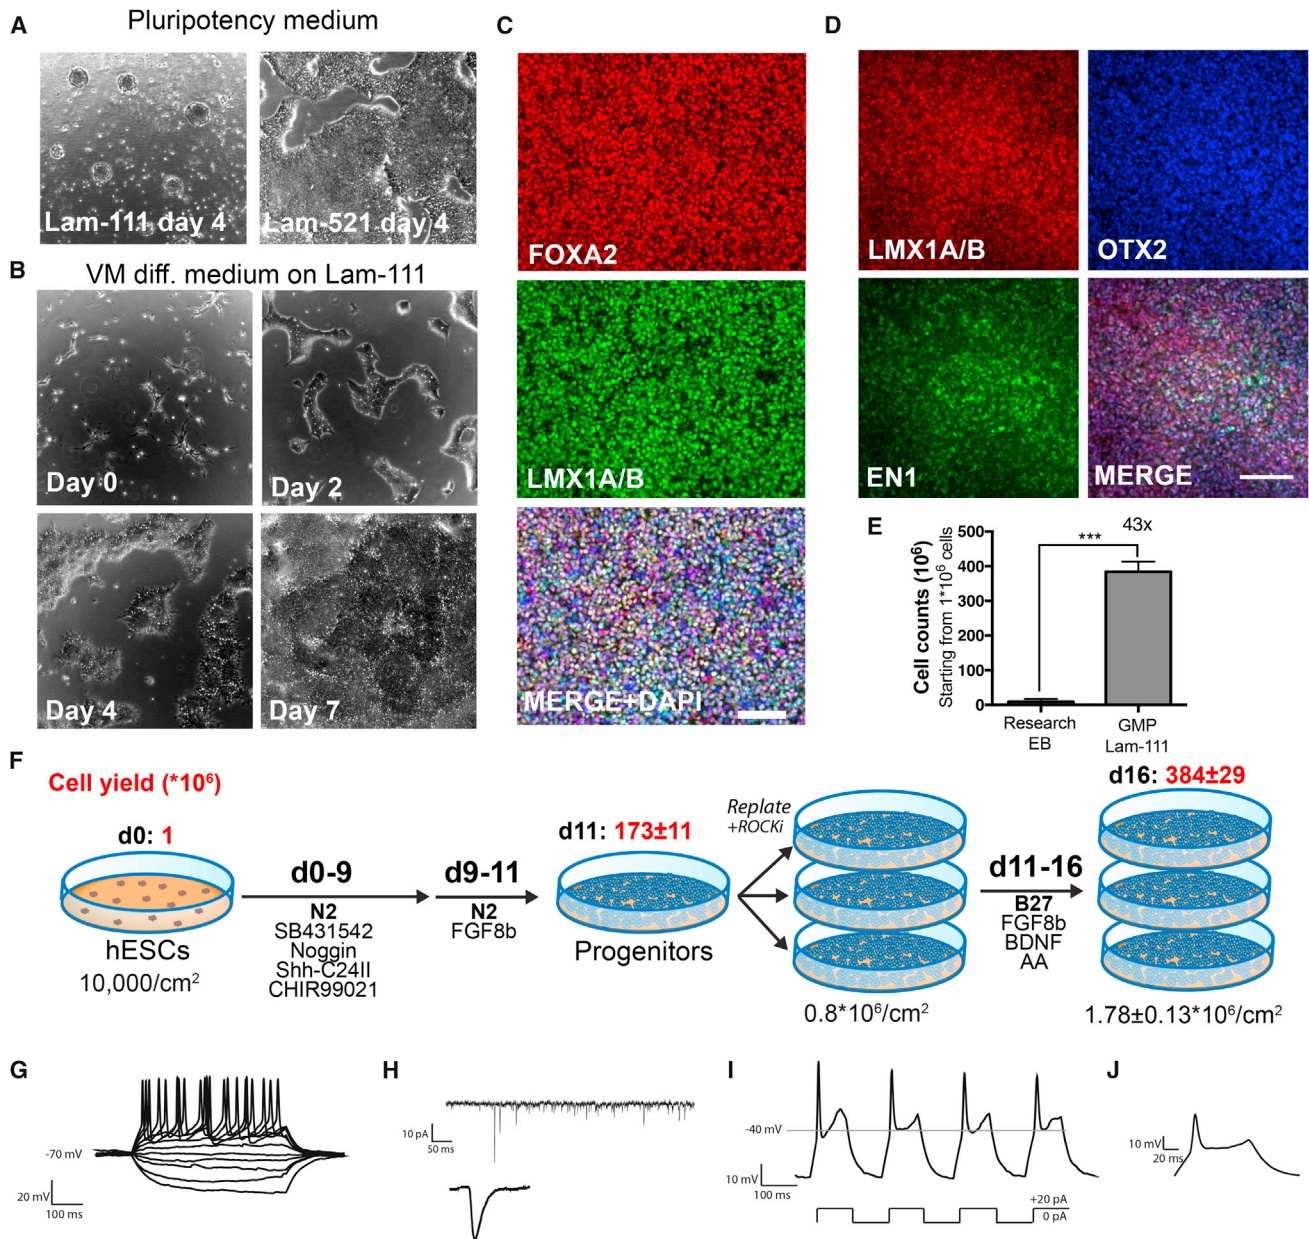 A
Pluripotency medium
Lam-111 day 4
Lam-521 day 4
B
VM diff. medium on Lam-111
Day 0
Day 2
Day 4
Day 7
C
FOXA2
LMX1A/B
MERGE+DAPI
D
LMX1A/B
OTX2
EN1
MERGE
E
43x
***
Cell counts (10⁶)
Starting from 1*10⁶ cells
500
400
300
200
100
0
Research
EB
GMP
Lam-111
F
Cell yield (*10⁶)
d0: 1
hESCs
10,000/cm²
d0-9
N2
SB431542
Noggin
Shh-C24II
CHIR99021
d9-11
N2
FGF8b
d11: 173±11
Progenitors
Replate
+ROCKi
0.8*10⁶/cm²
d11-16
B27
FGF8b
BDNF
AA
d16: 384±29
1.78±0.13*10⁶/cm²
G
-70 mV
20 mV
100 ms
H
10 pA
50 ms
I
-40 mV
10 mV
100 ms
+20 pA
0 pA
J
10 mV
20 ms